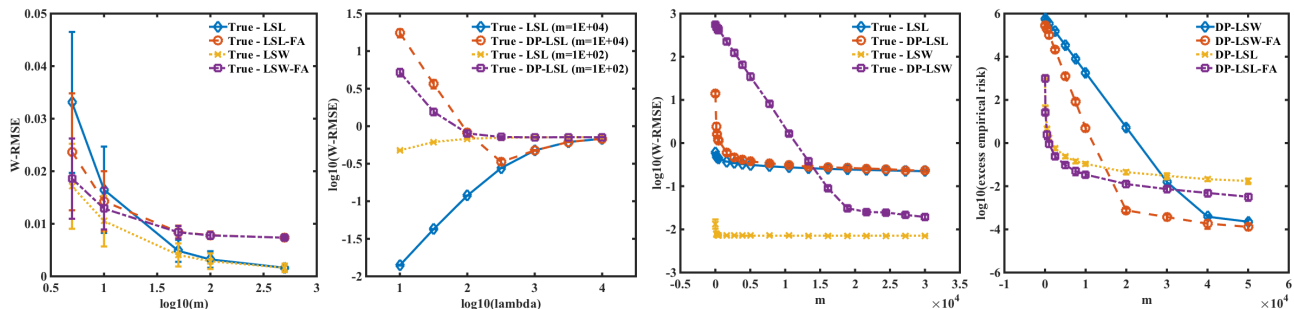 W-RMSE
0.05
0.04
0.03
0.02
0.01
0
True - LSL
True - LSL-FA
True - LSW
True - LSW-FA
0.5
1
1.5
2
2.5
3
log10(m)
log10(W-RMSE)
1.5
1
0.5
0
-0.5
-1
-1.5
-2
True - LSL (m=1E+04)
True - DP-LSL (m=1E+04)
True - LSL (m=1E+02)
True - DP-LSL (m=1E+02)
1
2
3
4
log10(lambda)
log10(W-RMSE)
3
2
1
0
-1
-2
-3
True - LSL
True - DP-LSL
True - LSW
True - DP-LSW
-0.5
0
0.5
1
1.5
2
2.5
3
3.5
m
×10⁴
log10(excess empirical risk)
6
4
2
0
-2
-4
-6
DP-LSW
DP-LSW-FA
DP-LSL
DP-LSL-FA
-1
0
1
2
3
4
5
6
m
×10⁴